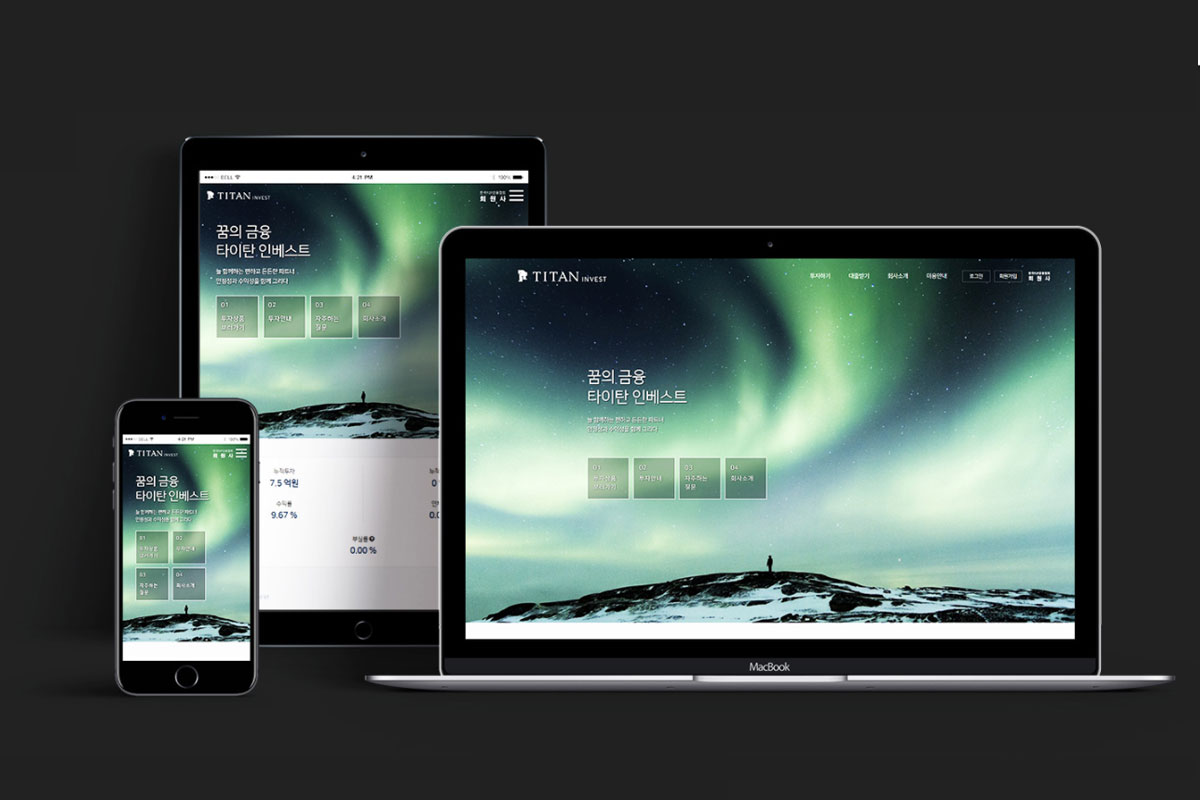 4:21 PM
100%
TITAN INVEST
회 원 사
꿈의 금융
타이탄 인베스트
늘 함께하는 편하고 든든한 파트너
안정성과 수익성을 함께 그리다
01
투자상품
보러가기
02
투자안내
03
자주하는
질문
04
회사소개
누적투자
7.5 억원
수익률
9.67 %
부실률
0.00 %
TITAN INVEST
투자하기
대출받기
회사소개
이용안내
로그인
회원가입
회 원 사
꿈의 금융
타이탄 인베스트
늘 함께하는 편하고 든든한 파트너
안정성과 수익성을 함께 그리다
01
투자상품
보러가기
02
투자안내
03
자주하는
질문
04
회사소개
MacBook
4:21 PM
100%
TITAN INVEST
회 원 사
꿈의 금융
타이탄 인베스트
늘 함께하는 편하고 든든한 파트너
안정성과 수익성을 함께 그리다
01
투자상품
보러가기
02
투자안내
03
자주하는
질문
04
회사소개